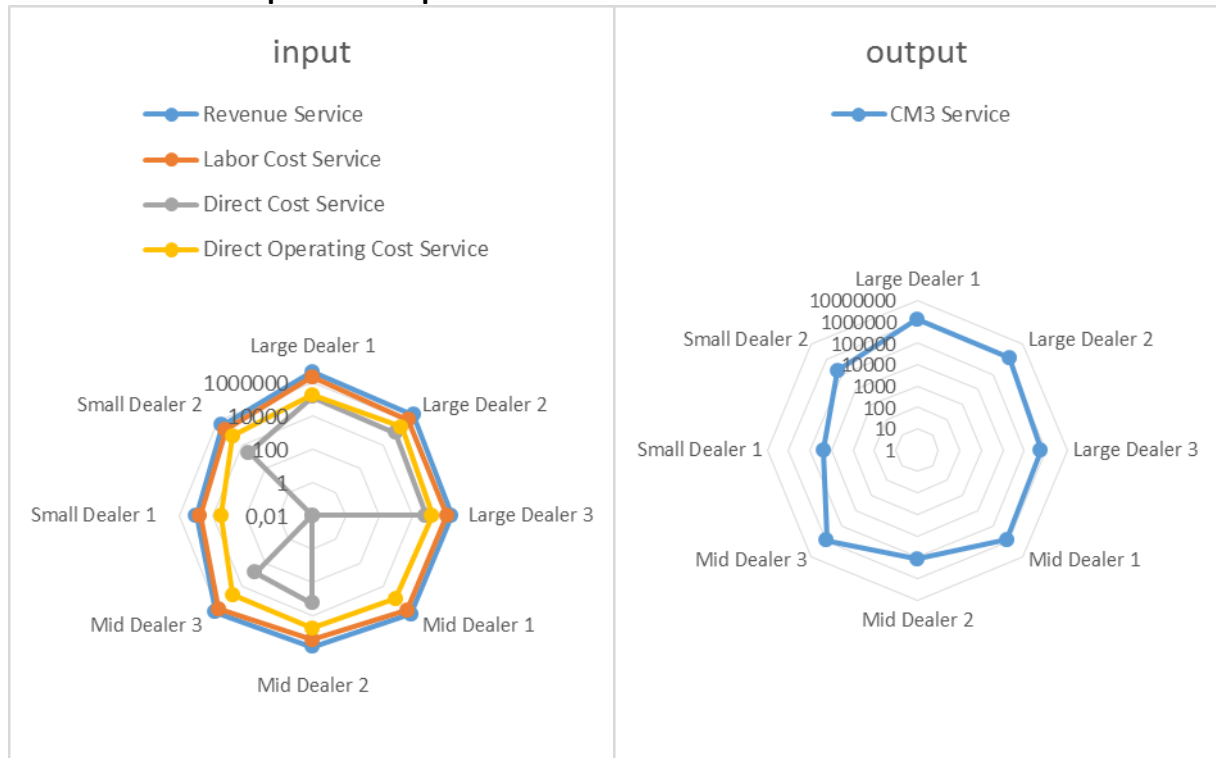 input
Revenue Service
Labor Cost Service
Direct Cost Service
Direct Operating Cost Service
Large Dealer 1
1000000
Small Dealer 2
Large Dealer 2
10000
100
1
Small Dealer 1
0,01
Large Dealer 3
Mid Dealer 3
Mid Dealer 1
Mid Dealer 2
output
CM3 Service
Large Dealer 1
10000000
1000000
Small Dealer 2
Large Dealer 2
100000
10000
1000
100
10
Small Dealer 1
1
Large Dealer 3
Mid Dealer 3
Mid Dealer 1
Mid Dealer 2